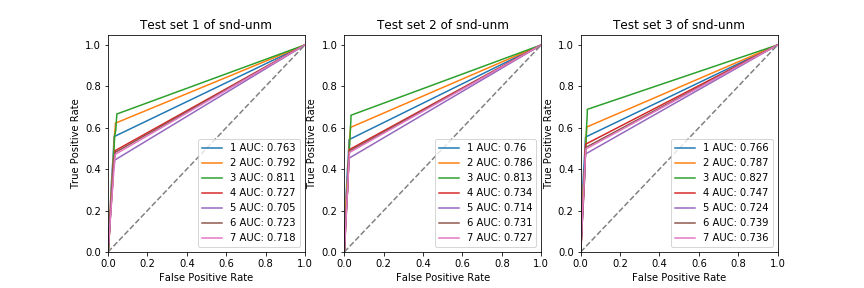 Test set 1 of snd-unm
1.0
0.8
0.6
0.4
0.2
0.0
True Positive Rate
1 AUC: 0.763
2 AUC: 0.792
3 AUC: 0.811
4 AUC: 0.727
5 AUC: 0.705
6 AUC: 0.723
7 AUC: 0.718
0.0 0.2 0.4 0.6 0.8 1.0
False Positive Rate
Test set 2 of snd-unm
1.0
0.8
0.6
0.4
0.2
0.0
True Positive Rate
1 AUC: 0.76
2 AUC: 0.786
3 AUC: 0.813
4 AUC: 0.734
5 AUC: 0.714
6 AUC: 0.731
7 AUC: 0.727
0.0 0.2 0.4 0.6 0.8 1.0
False Positive Rate
Test set 3 of snd-unm
1.0
0.8
0.6
0.4
0.2
0.0
True Positive Rate
1 AUC: 0.766
2 AUC: 0.787
3 AUC: 0.827
4 AUC: 0.747
5 AUC: 0.724
6 AUC: 0.739
7 AUC: 0.736
0.0 0.2 0.4 0.6 0.8 1.0
False Positive Rate